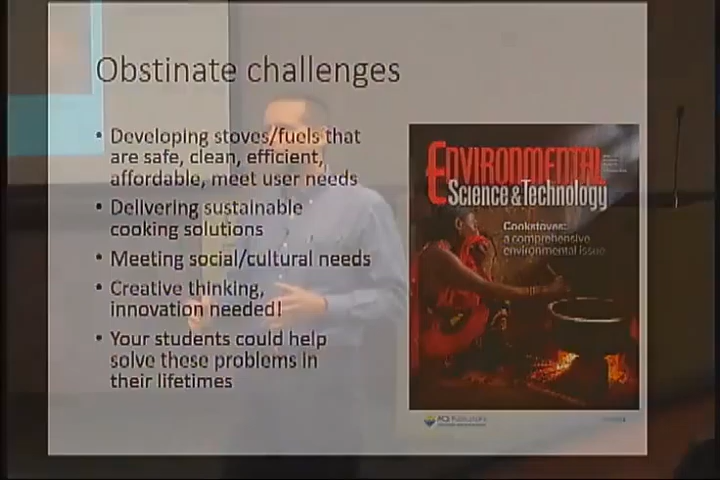 Obstinate challenges
• Developing stoves/fuels that
are safe, clean, efficient,
affordable, meet user needs
• Delivering sustainable
cooking solutions
• Meeting social/cultural needs
• Creative thinking,
innovation needed!
• Your students could help
solve these problems in
their lifetimes
ENVIRONMENTAL
Science & Technology
Cookstoves:
a comprehensive
environmental issue
ACS Publications